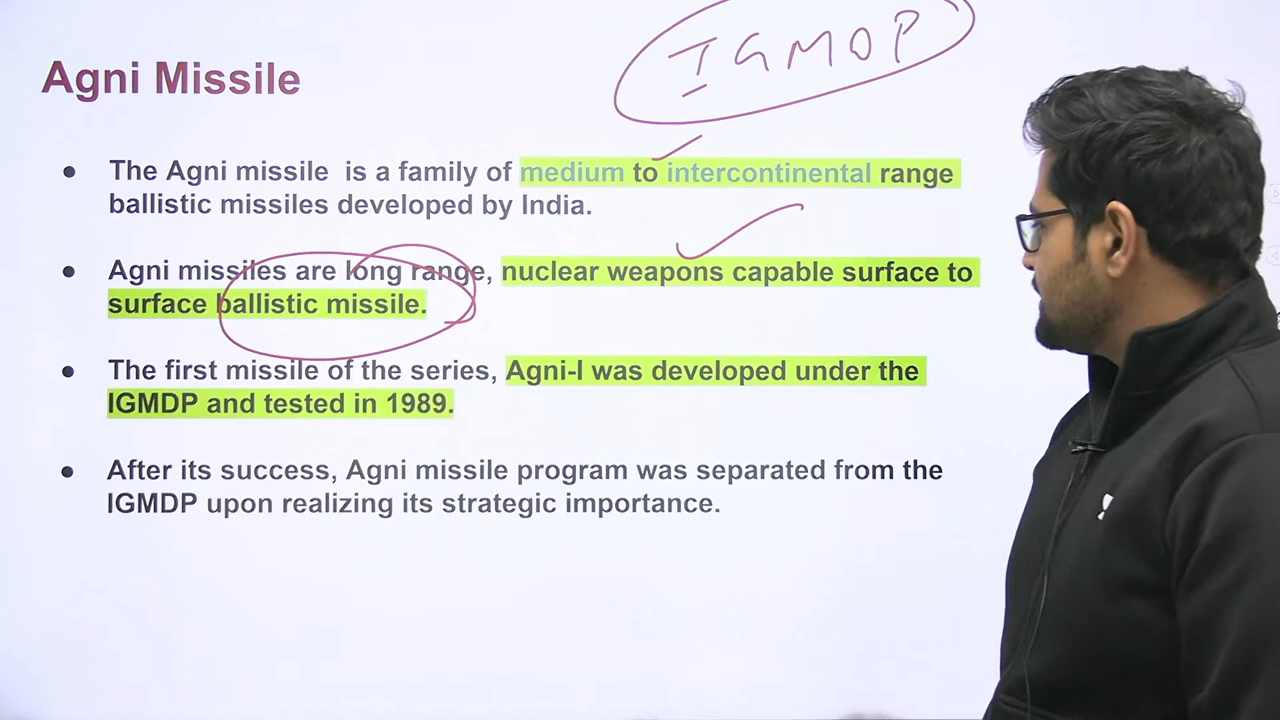 IGMDP
Agni Missile
● The Agni missile is a family of medium to intercontinental range
ballistic missiles developed by India.
● Agni missiles are long range, nuclear weapons capable surface to
surface ballistic missile.
● The first missile of the series, Agni-I was developed under the
IGMDP and tested in 1989.
● After its success, Agni missile program was separated from the
IGMDP upon realizing its strategic importance.